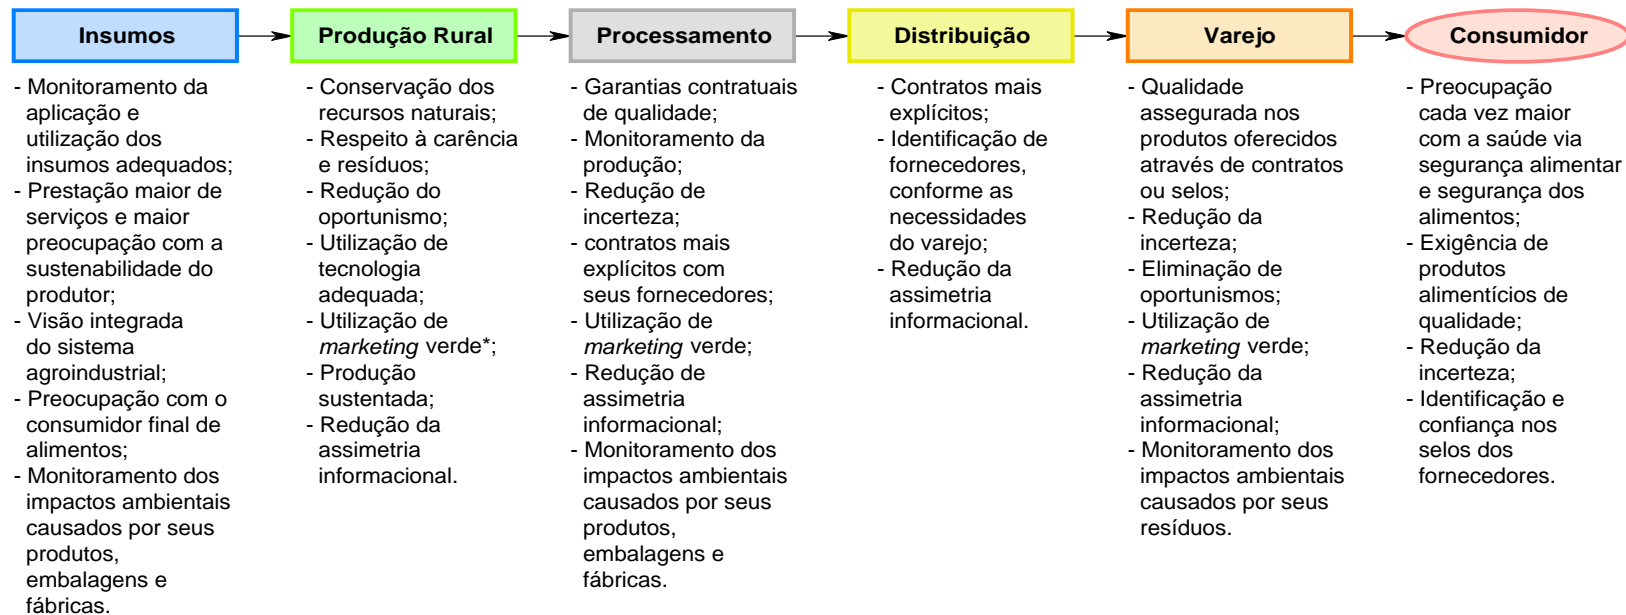 Insumos
- Monitoramento da
aplicação e
utilização dos
insumos adequados;
- Prestação maior de
serviços e maior
preocupação com a
sustenabilidade do
produtor;
- Visão integrada
do sistema
agroindustrial;
- Preocupação com o
consumidor final de
alimentos;
- Monitoramento dos
impactos ambientais
causados por seus
produtos,
embalagens e
fábricas.
Produção Rural
- Conservação dos
recursos naturais;
- Respeito à carência
e resíduos;
- Redução do
oportunismo;
- Utilização de
tecnologia
adequada;
- Utilização de
marketing verde*;
- Produção
sustentada;
- Redução da
assimetria
informacional.
Processamento
- Garantias contratuais
de qualidade;
- Monitoramento da
produção;
- Redução de
incerteza;
- contratos mais
explícitos com
seus fornecedores;
- Utilização de
marketing verde;
- Redução de
assimetria
informacional;
- Monitoramento dos
impactos ambientais
causados por seus
produtos,
embalagens e
fábricas.
Distribuição
- Contratos mais
explícitos;
- Identificação de
fornecedores,
conforme as
necessidades
do varejo;
- Redução da
assimetria
informacional.
Varejo
- Qualidade
assegurada nos
produtos oferecidos
através de contratos
ou selos;
- Redução da
incerteza;
- Eliminação de
oportunismos;
- Utilização de
marketing verde;
- Redução da
assimetria
informacional;
- Monitoramento dos
impactos ambientais
causados por seus
resíduos.
Consumidor
- Preocupação
cada vez maior
com a saúde via
segurança alimentar
e segurança dos
alimentos;
- Exigência de
produtos
alimentícios de
qualidade;
- Redução da
incerteza;
- Identificação e
confiança nos
selos dos
fornecedores.